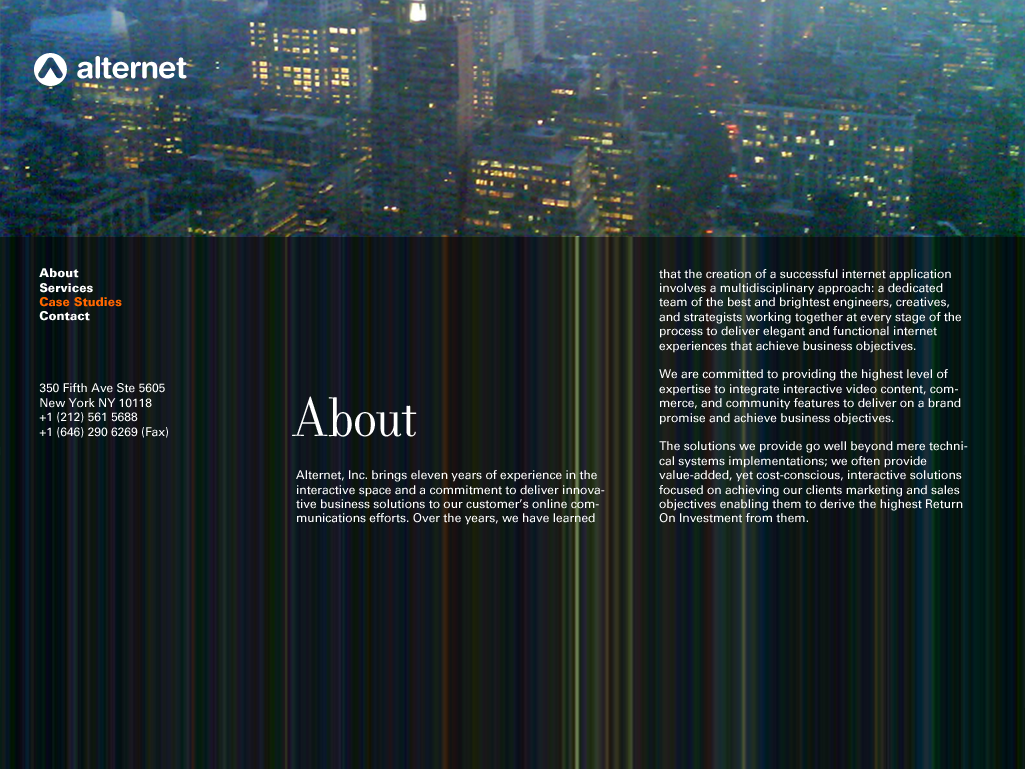 alternet
About
Services
Case Studies
Contact
350 Fifth Ave Ste 5605
New York NY 10118
+1 (212) 561 5688
+1 (646) 290 6269 (Fax)
About
Alternet, Inc. brings eleven years of experience in the
interactive space and a commitment to deliver innova-
tive business solutions to our customer's online com-
munications efforts. Over the years, we have learned
that the creation of a successful internet application
involves a multidisciplinary approach: a dedicated
team of the best and brightest engineers, creatives,
and strategists working together at every stage of the
process to deliver elegant and functional internet
experiences that achieve business objectives.
We are committed to providing the highest level of
expertise to integrate interactive video content, com-
merce, and community features to deliver on a brand
promise and achieve business objectives.
The solutions we provide go well beyond mere techni-
cal systems implementations; we often provide
value-added, yet cost-conscious, interactive solutions
focused on achieving our clients marketing and sales
objectives enabling them to derive the highest Return
On Investment from them.